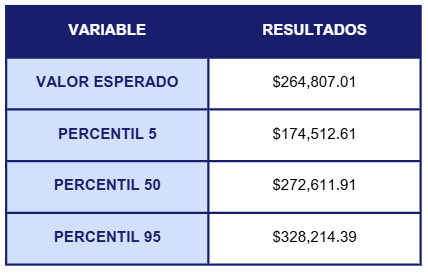 VARIABLE RESULTADOS
VALOR ESPERADO $264,807.01
PERCENTIL 5 $174,512.61
PERCENTIL 50 $272,611.91
PERCENTIL 95 $328,214.39